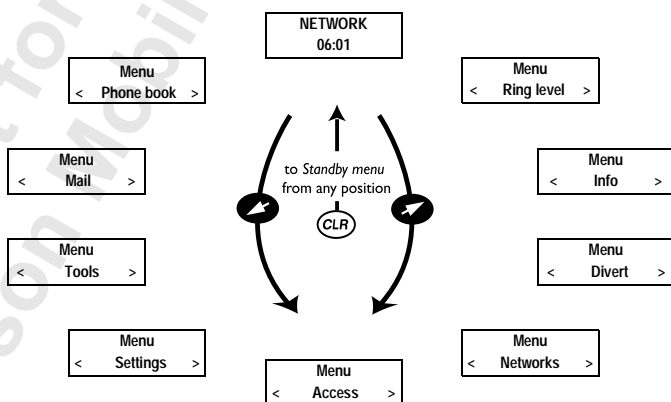 NETWORK
06:01
Menu
< Phone book >
Menu
< Ring level >
Menu
< Mail >
to Standby menu
from any position
CLR
Menu
< Info >
Menu
< Tools >
Menu
< Divert >
Menu
< Settings >
Menu
< Access >
Menu
< Networks >